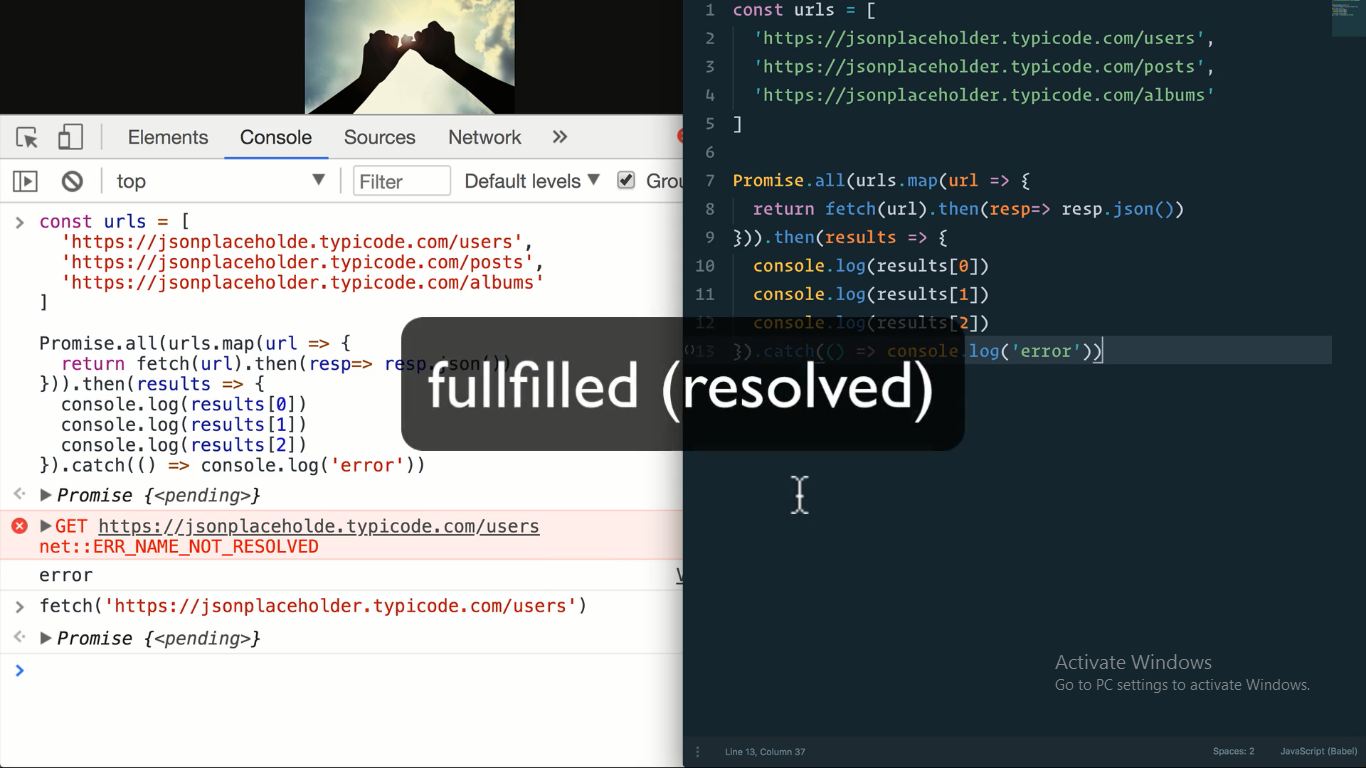 Elements Console Sources Network »
top ▼ Filter Default levels ▼
const urls = [
'https://jsonplaceholde.typicode.com/users',
'https://jsonplaceholder.typicode.com/posts',
'https://jsonplaceholder.typicode.com/albums'
]
Promise.all(urls.map(url => {
return fetch(url).then(resp=> resp.json())
})).then(results => {
console.log(results[0])
console.log(results[1])
console.log(results[2])
}).catch(() => console.log('error'))
Promise {<pending>}
GET https://jsonplaceholde.typicode.com/users
net::ERR_NAME_NOT_RESOLVED
error
fetch('https://jsonplaceholder.typicode.com/users')
Promise {<pending>}
fullfilled (resolved)
1 const urls = [
2 'https://jsonplaceholder.typicode.com/users',
3 'https://jsonplaceholder.typicode.com/posts',
4 'https://jsonplaceholder.typicode.com/albums'
5 ]
6
7 Promise.all(urls.map(url => {
8 return fetch(url).then(resp=> resp.json())
9 })).then(results => {
10 console.log(results[0])
11 console.log(results[1])
12 console.log(results[2])
13 }).catch(() => console.log('error'))
Activate Windows
Go to PC settings to activate Windows.
Line 13, Column 37 Spaces: 2 JavaScript (Babel)